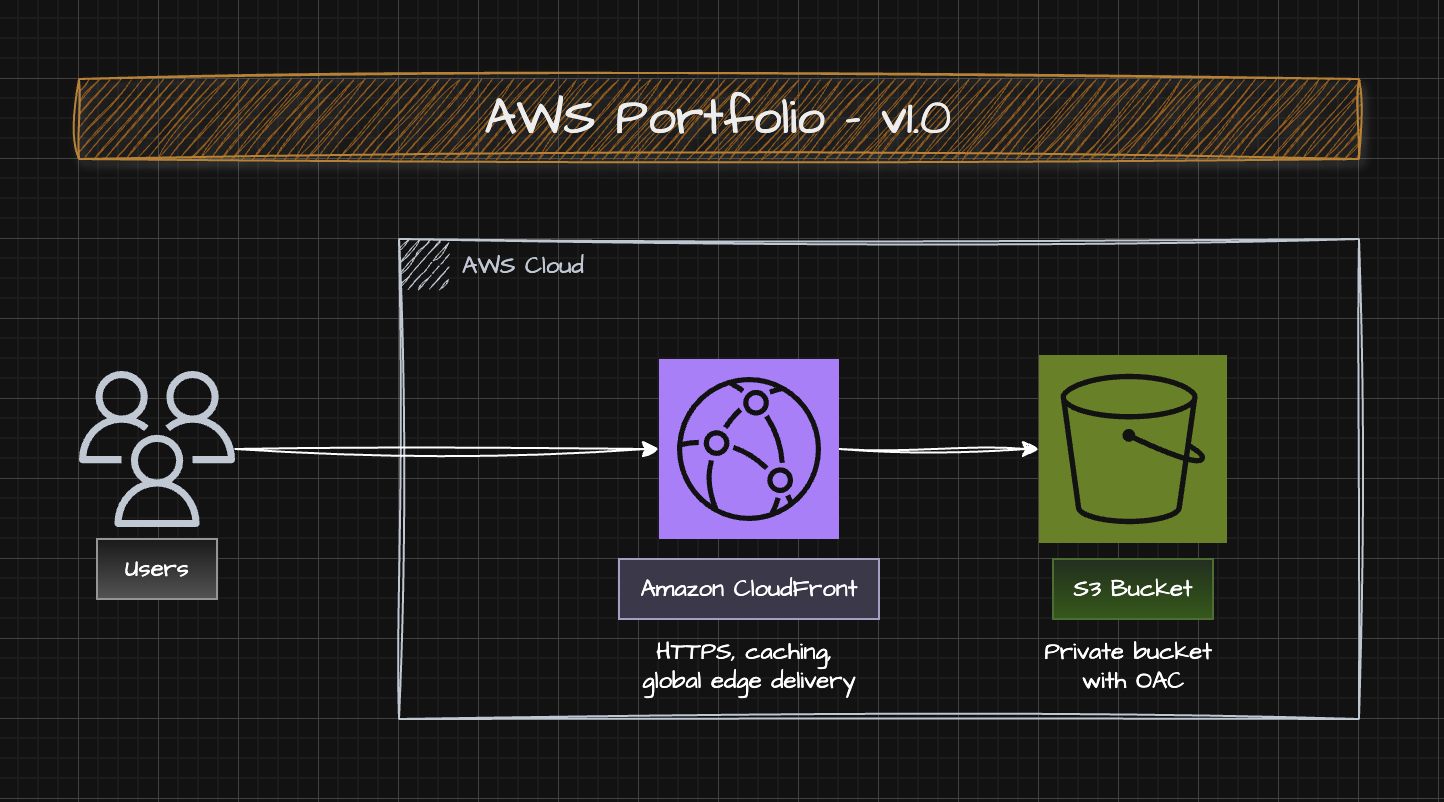 AWS Portfolio - v1.0
AWS Cloud
Users
Amazon CloudFront
S3 Bucket
HTTPS, caching,
global edge delivery
Private bucket
with OAC